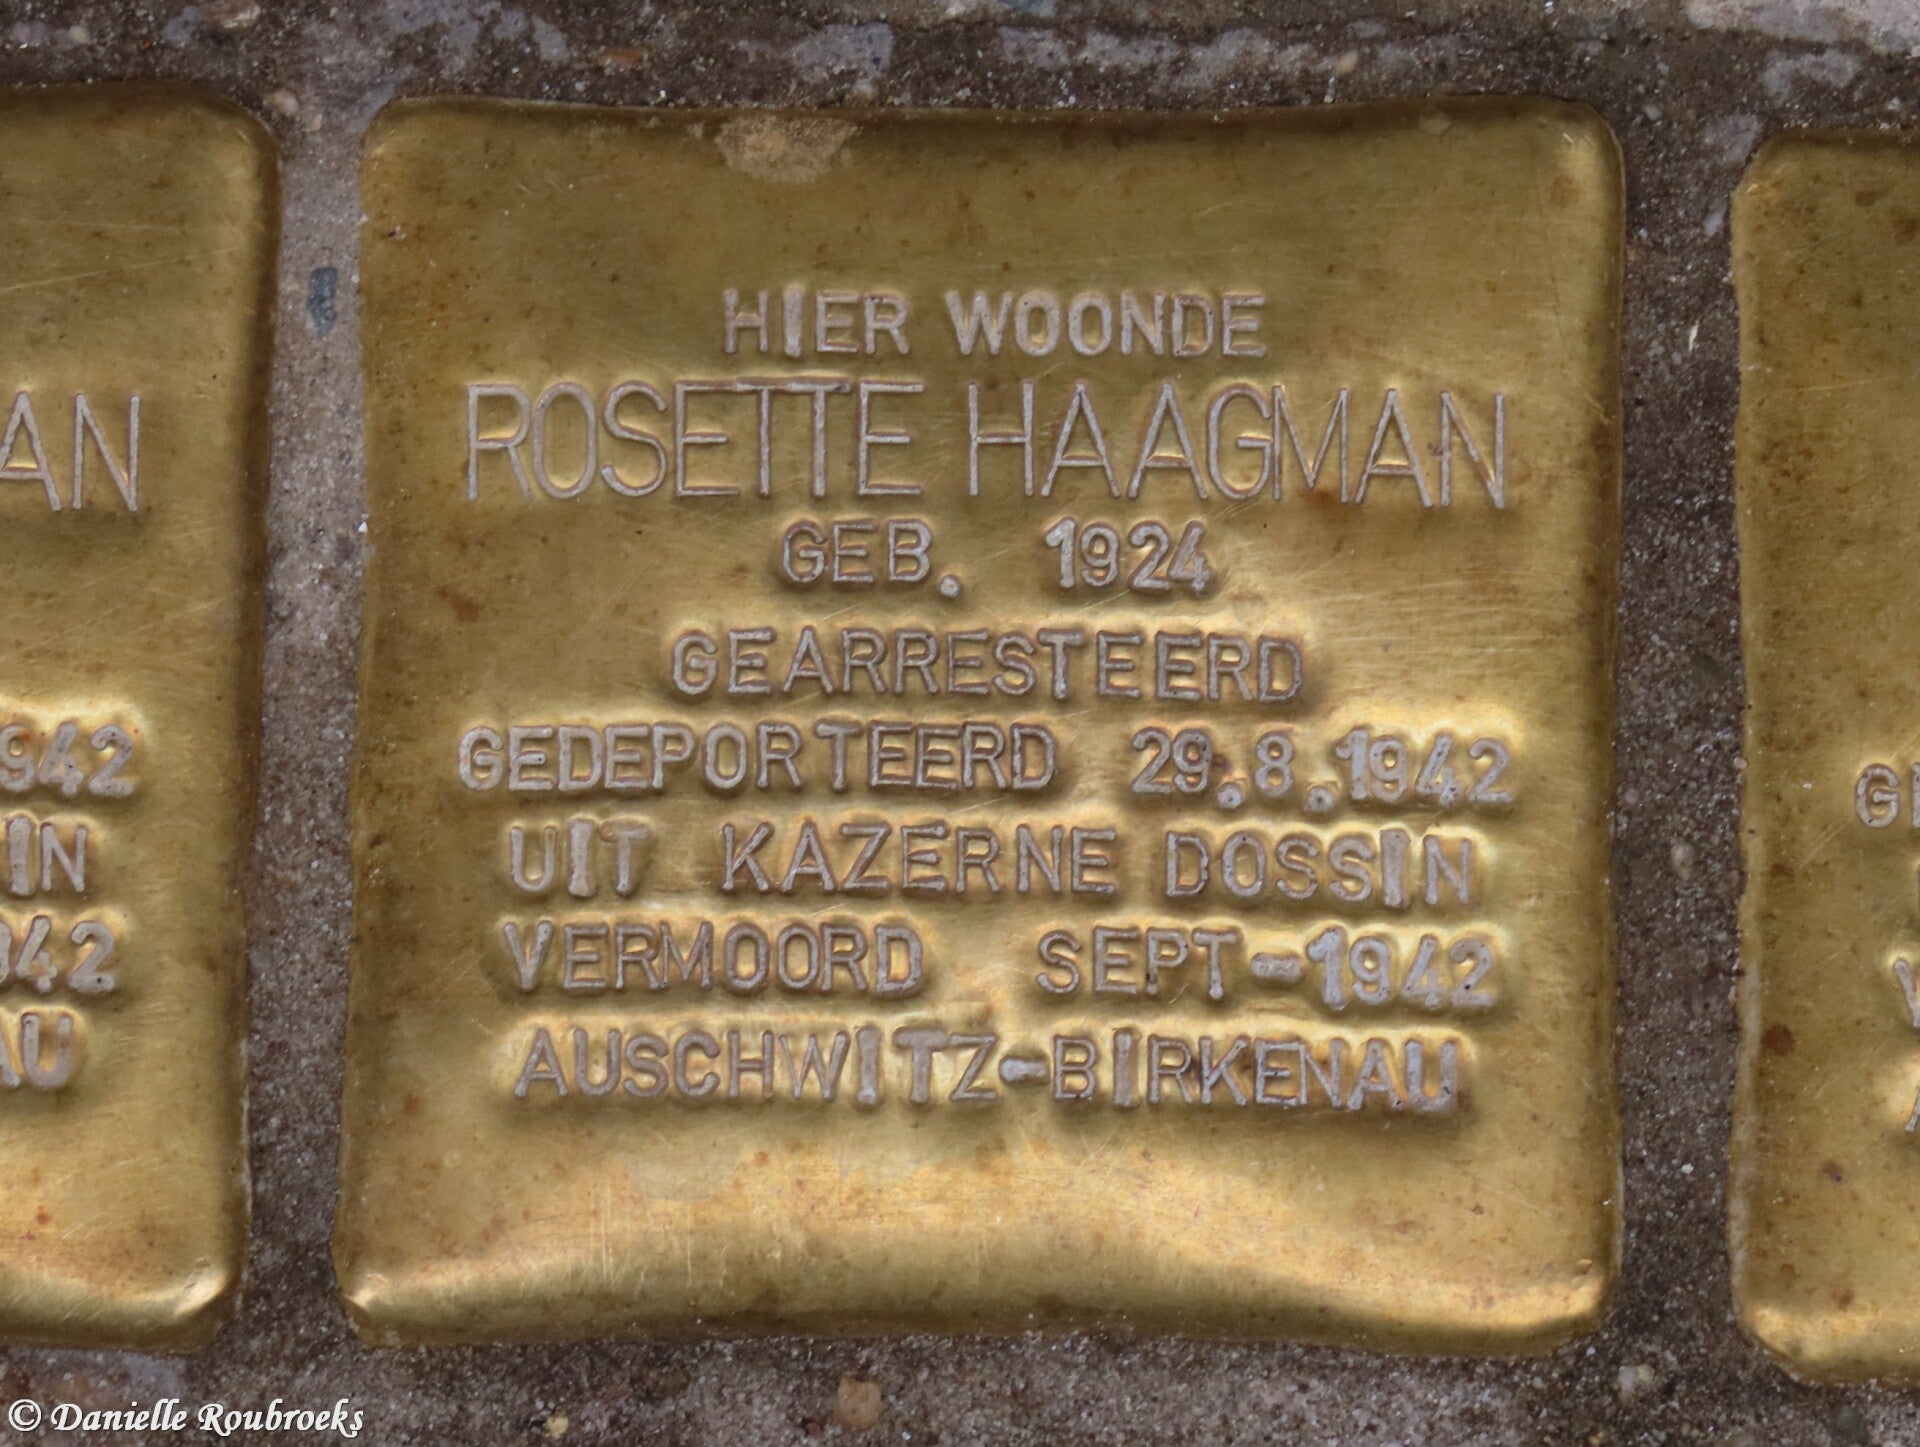 HIER WOONDE
ROSETTE HAAGMAN
GEB. 1924
GEARRESTEERD
GEDEPORTEERD 29.8.1942
UIT KAZERNE DOSSIN
VERMOORD SEPT-1942
AUSCHWITZ-BIRKENAU
© Danielle Roubroeks